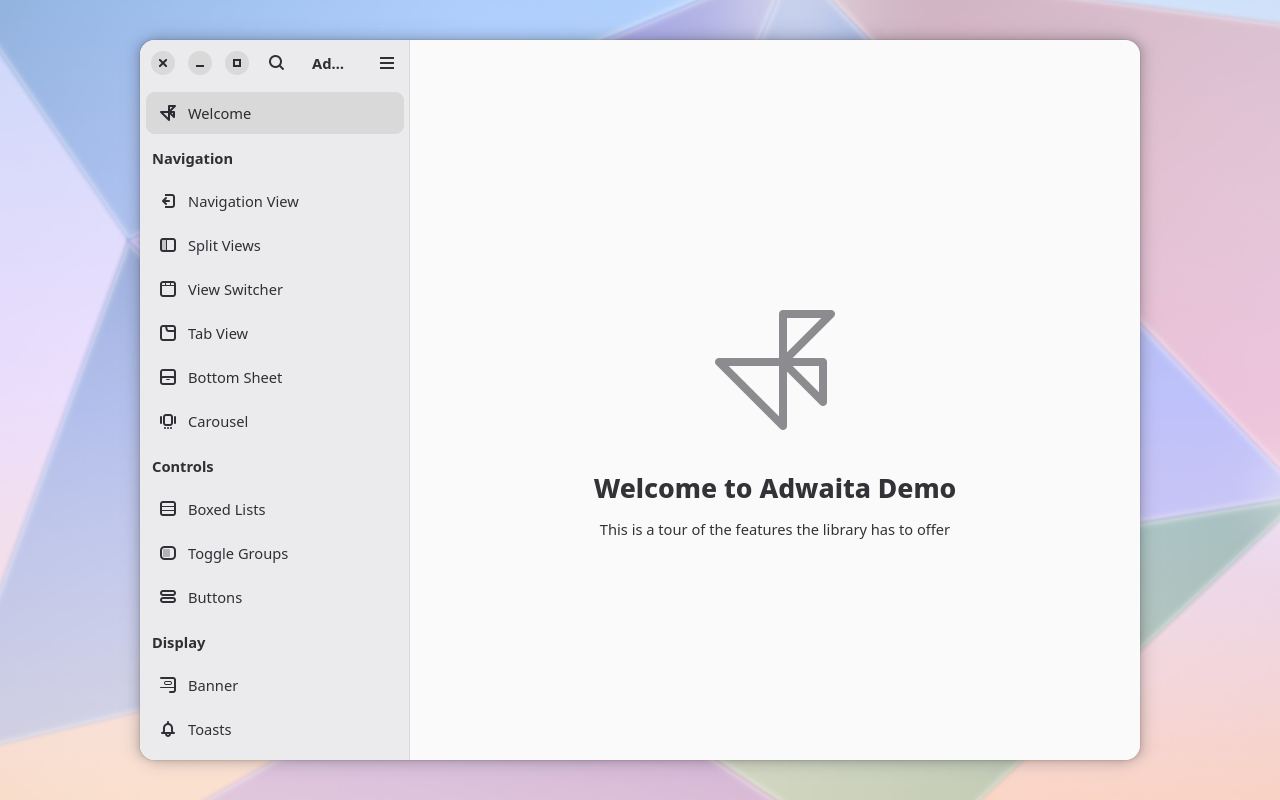 Ad...
Welcome
Navigation
Navigation View
Split Views
View Switcher
Tab View
Bottom Sheet
Carousel
Controls
Boxed Lists
Toggle Groups
Buttons
Display
Banner
Toasts
Welcome to Adwaita Demo
This is a tour of the features the library has to offer